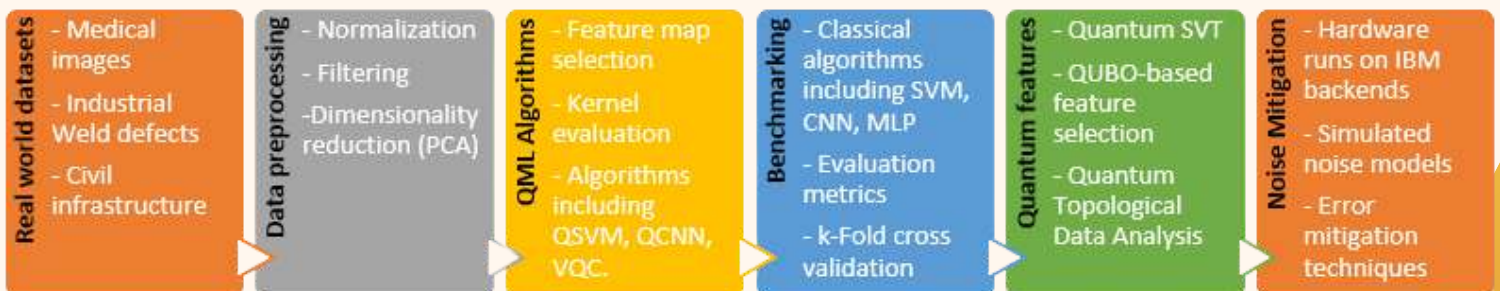 Real world datasets
- Medical
images
- Industrial
Weld defects
- Civil
infrastructure
Data preprocessing
- Normalization
- Filtering
-Dimensionality
reduction (PCA)
QML Algorithms
- Feature map
selection
- Kernel
evaluation
- Algorithms
including
QSVM, QCNN,
VQC.
Benchmarking
- Classical
algorithms
including SVM,
CNN, MLP
- Evaluation
metrics
- k-Fold cross
validation
Quantum features
- Quantum SVT
- QUBO-based
feature
selection
- Quantum
Topological
Data Analysis
Noise Mitigation
- Hardware
runs on IBM
backends
- Simulated
noise models
- Error
mitigation
techniques